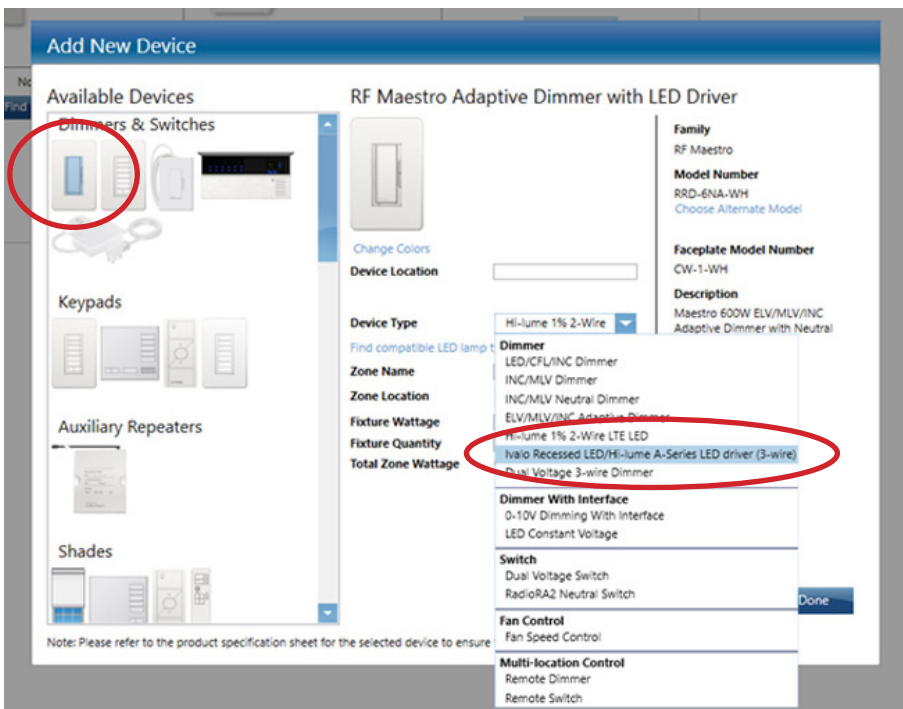 Add New Device
Find
Available Devices
Dimmers & Switches
Keypads
Auxiliary Repeaters
Shades
RF Maestro Adaptive Dimmer with LED Driver
Change Colors
Device Location
Device Type
Hi-lume 1% 2-Wire
Find compatible LED lamp
Zone Name
Zone Location
Fixture Wattage
Fixture Quantity
Total Zone Wattage
Family
RF Maestro
Model Number
RRD-6NA-WH
Choose Alternate Model
Faceplate Model Number
CW-1-WH
Description
Maestro 600W ELV/MLV/INC
Adaptive Dimmer with Neutral
Dimmer
LED/CFL/INC Dimmer
INC/MLV Dimmer
INC/MLV Neutral Dimmer
ELV/MLV/INC Adaptive Dimmer
Hi-lume 1% 2-Wire LTE LED
Ivalo Recessed LED/Hi-lume A-Series LED driver (3-wire)
Dual Voltage 3-wire Dimmer
Dimmer With Interface
0-10V Dimming With Interface
LED Constant Voltage
Switch
Dual Voltage Switch
RadioRA2 Neutral Switch
Fan Control
Fan Speed Control
Multi-location Control
Remote Dimmer
Remote Switch
Done
Note: Please refer to the product specification sheet for the selected device to ensure